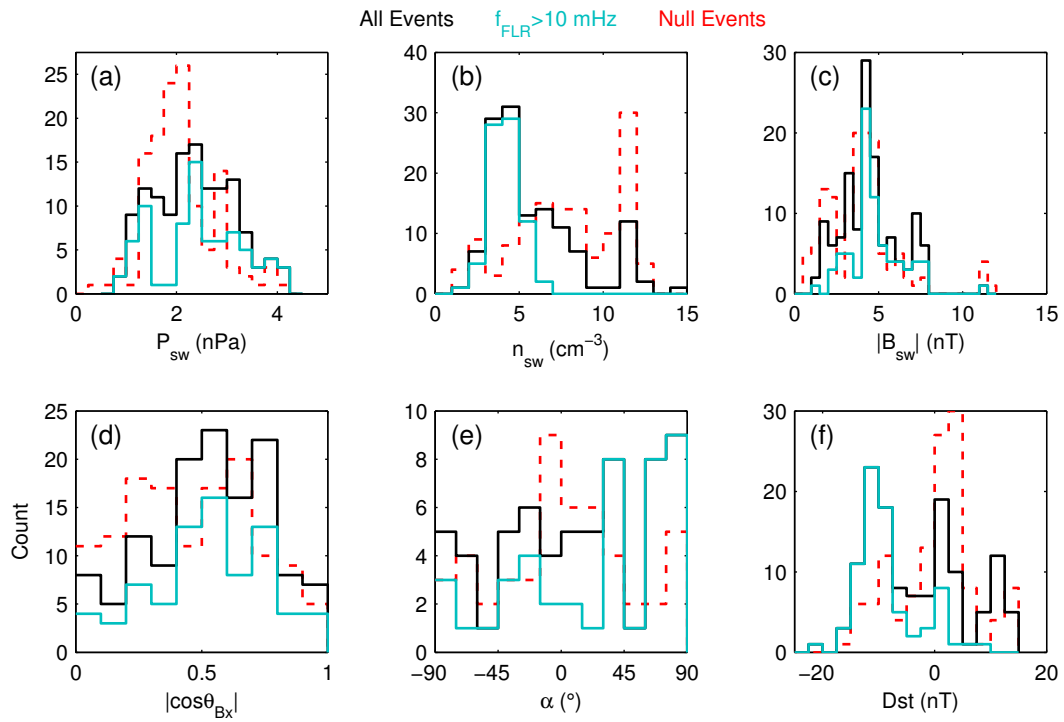 All Events f_FLR>10 mHz Null Events
(a) (b) (c)
25 20 15 10 5 0
0 2 4
P_sw (nPa)
40 30 20 10 0
0 5 10 15
n_sw (cm⁻³)
30 20 10 0
0 5 10 15
|B_sw| (nT)
(d) (e) (f)
Count
25 20 15 10 5 0
0 0.5 1
|cosθ_Bx|
10 8 6 4 2 0
−90 −45 0 45 90
α (°)
30 20 10 0
−20 0 20
Dst (nT)